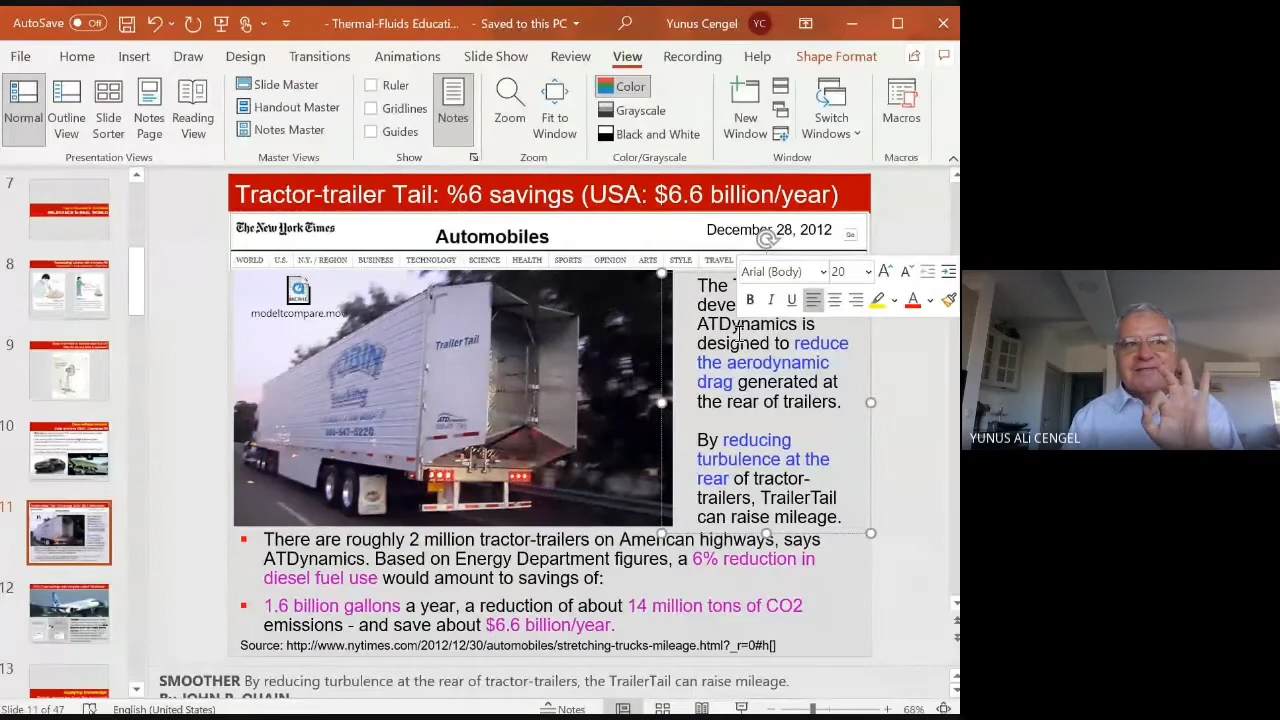 AutoSave Off - Thermal-Fluids Educati... - Saved to this PC Yunus Cengel YC
File Home Insert Draw Design Transitions Animations Slide Show Review View Recording Help Shape Format
Normal Outline View Slide Sorter Notes Page Reading View
Slide Master
Handout Master
Notes Master
Ruler
Gridlines
Guides
Notes
Zoom Fit to Window
Color
Grayscale
Black and White
New Window
Switch Windows
Macros
Presentation Views Master Views Show Zoom Color/Grayscale Window Macros
7
8
9
10
11
12
13
Tractor-trailer Tail: %6 savings (USA: $6.6 billion/year)
The New York Times
Automobiles
December 28, 2012
Go
WORLD U.S. N.Y. / REGION BUSINESS TECHNOLOGY SCIENCE HEALTH SPORTS OPINION ARTS STYLE TRAVEL
Arial (Body) 20
B I U A
modeltcompare.mov
TrailerTail
The
deve
ATDynamics is
designed to reduce
the aerodynamic
drag generated at
the rear of trailers.
By reducing
turbulence at the
rear of tractor-
trailers, TrailerTail
can raise mileage.
There are roughly 2 million tractor-trailers on American highways, says
ATDynamics. Based on Energy Department figures, a 6% reduction in
diesel fuel use would amount to savings of:
1.6 billion gallons a year, a reduction of about 14 million tons of CO2
emissions - and save about $6.6 billion/year.
Source: http://www.nytimes.com/2012/12/30/automobiles/stretching-trucks-mileage.html?_r=0#h[]
SMOOTHER By reducing turbulence at the rear of tractor-trailers, the TrailerTail can raise mileage.
By JOHN R. QUAIN
Slide 11 of 47 English (United States) Notes 68%
YUNUS ALi CENGEL